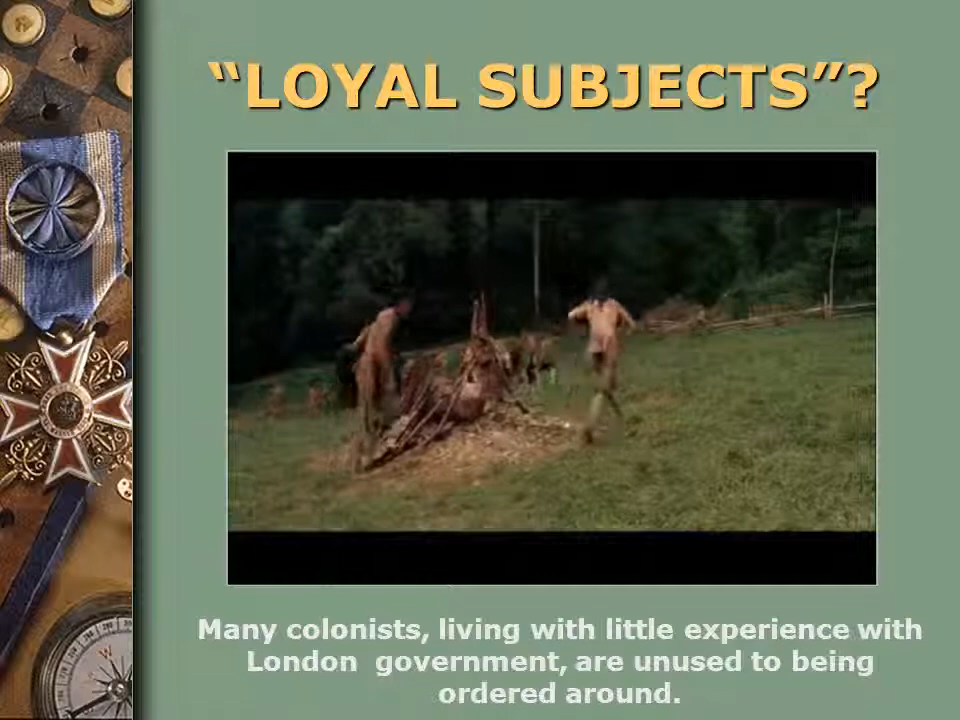 “LOYAL SUBJECTS”?
Many colonists, living with little experience with
London government, are unused to being
ordered around.